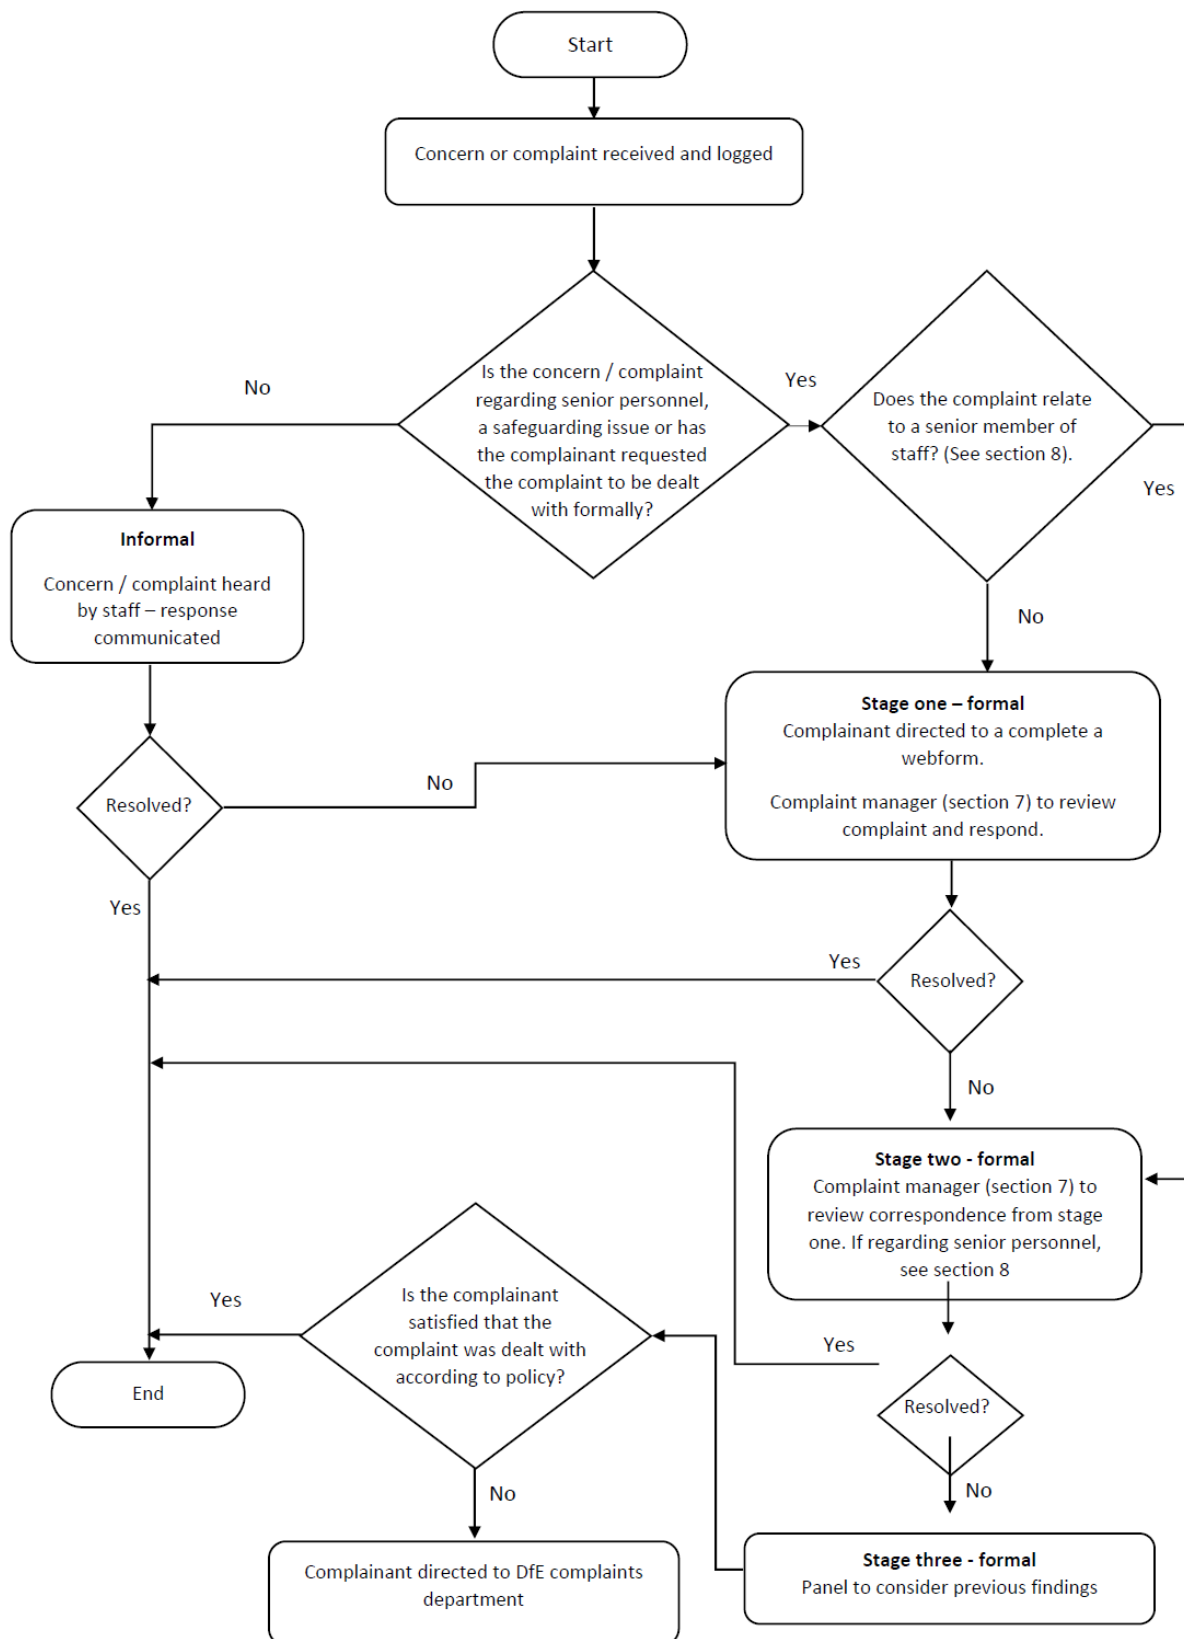 Start
Concern or complaint received and logged
No
Is the concern / complaint
regarding senior personnel,
a safeguarding issue or has
the complainant requested
the complaint to be dealt
with formally?
Yes
Does the complaint relate
to a senior member of
staff? (See section 8).
Yes
Informal
Concern / complaint heard
by staff – response
communicated
No
Stage one – formal
Complainant directed to a complete a
webform.
Complaint manager (section 7) to review
complaint and respond.
Resolved?
No
Yes
Yes
Resolved?
No
Stage two - formal
Complaint manager (section 7) to
review correspondence from stage
one. If regarding senior personnel,
see section 8
Yes
Is the complainant
satisfied that the
complaint was dealt with
according to policy?
Yes
End
Resolved?
No
No
Stage three - formal
Panel to consider previous findings
Complainant directed to DfE complaints
department